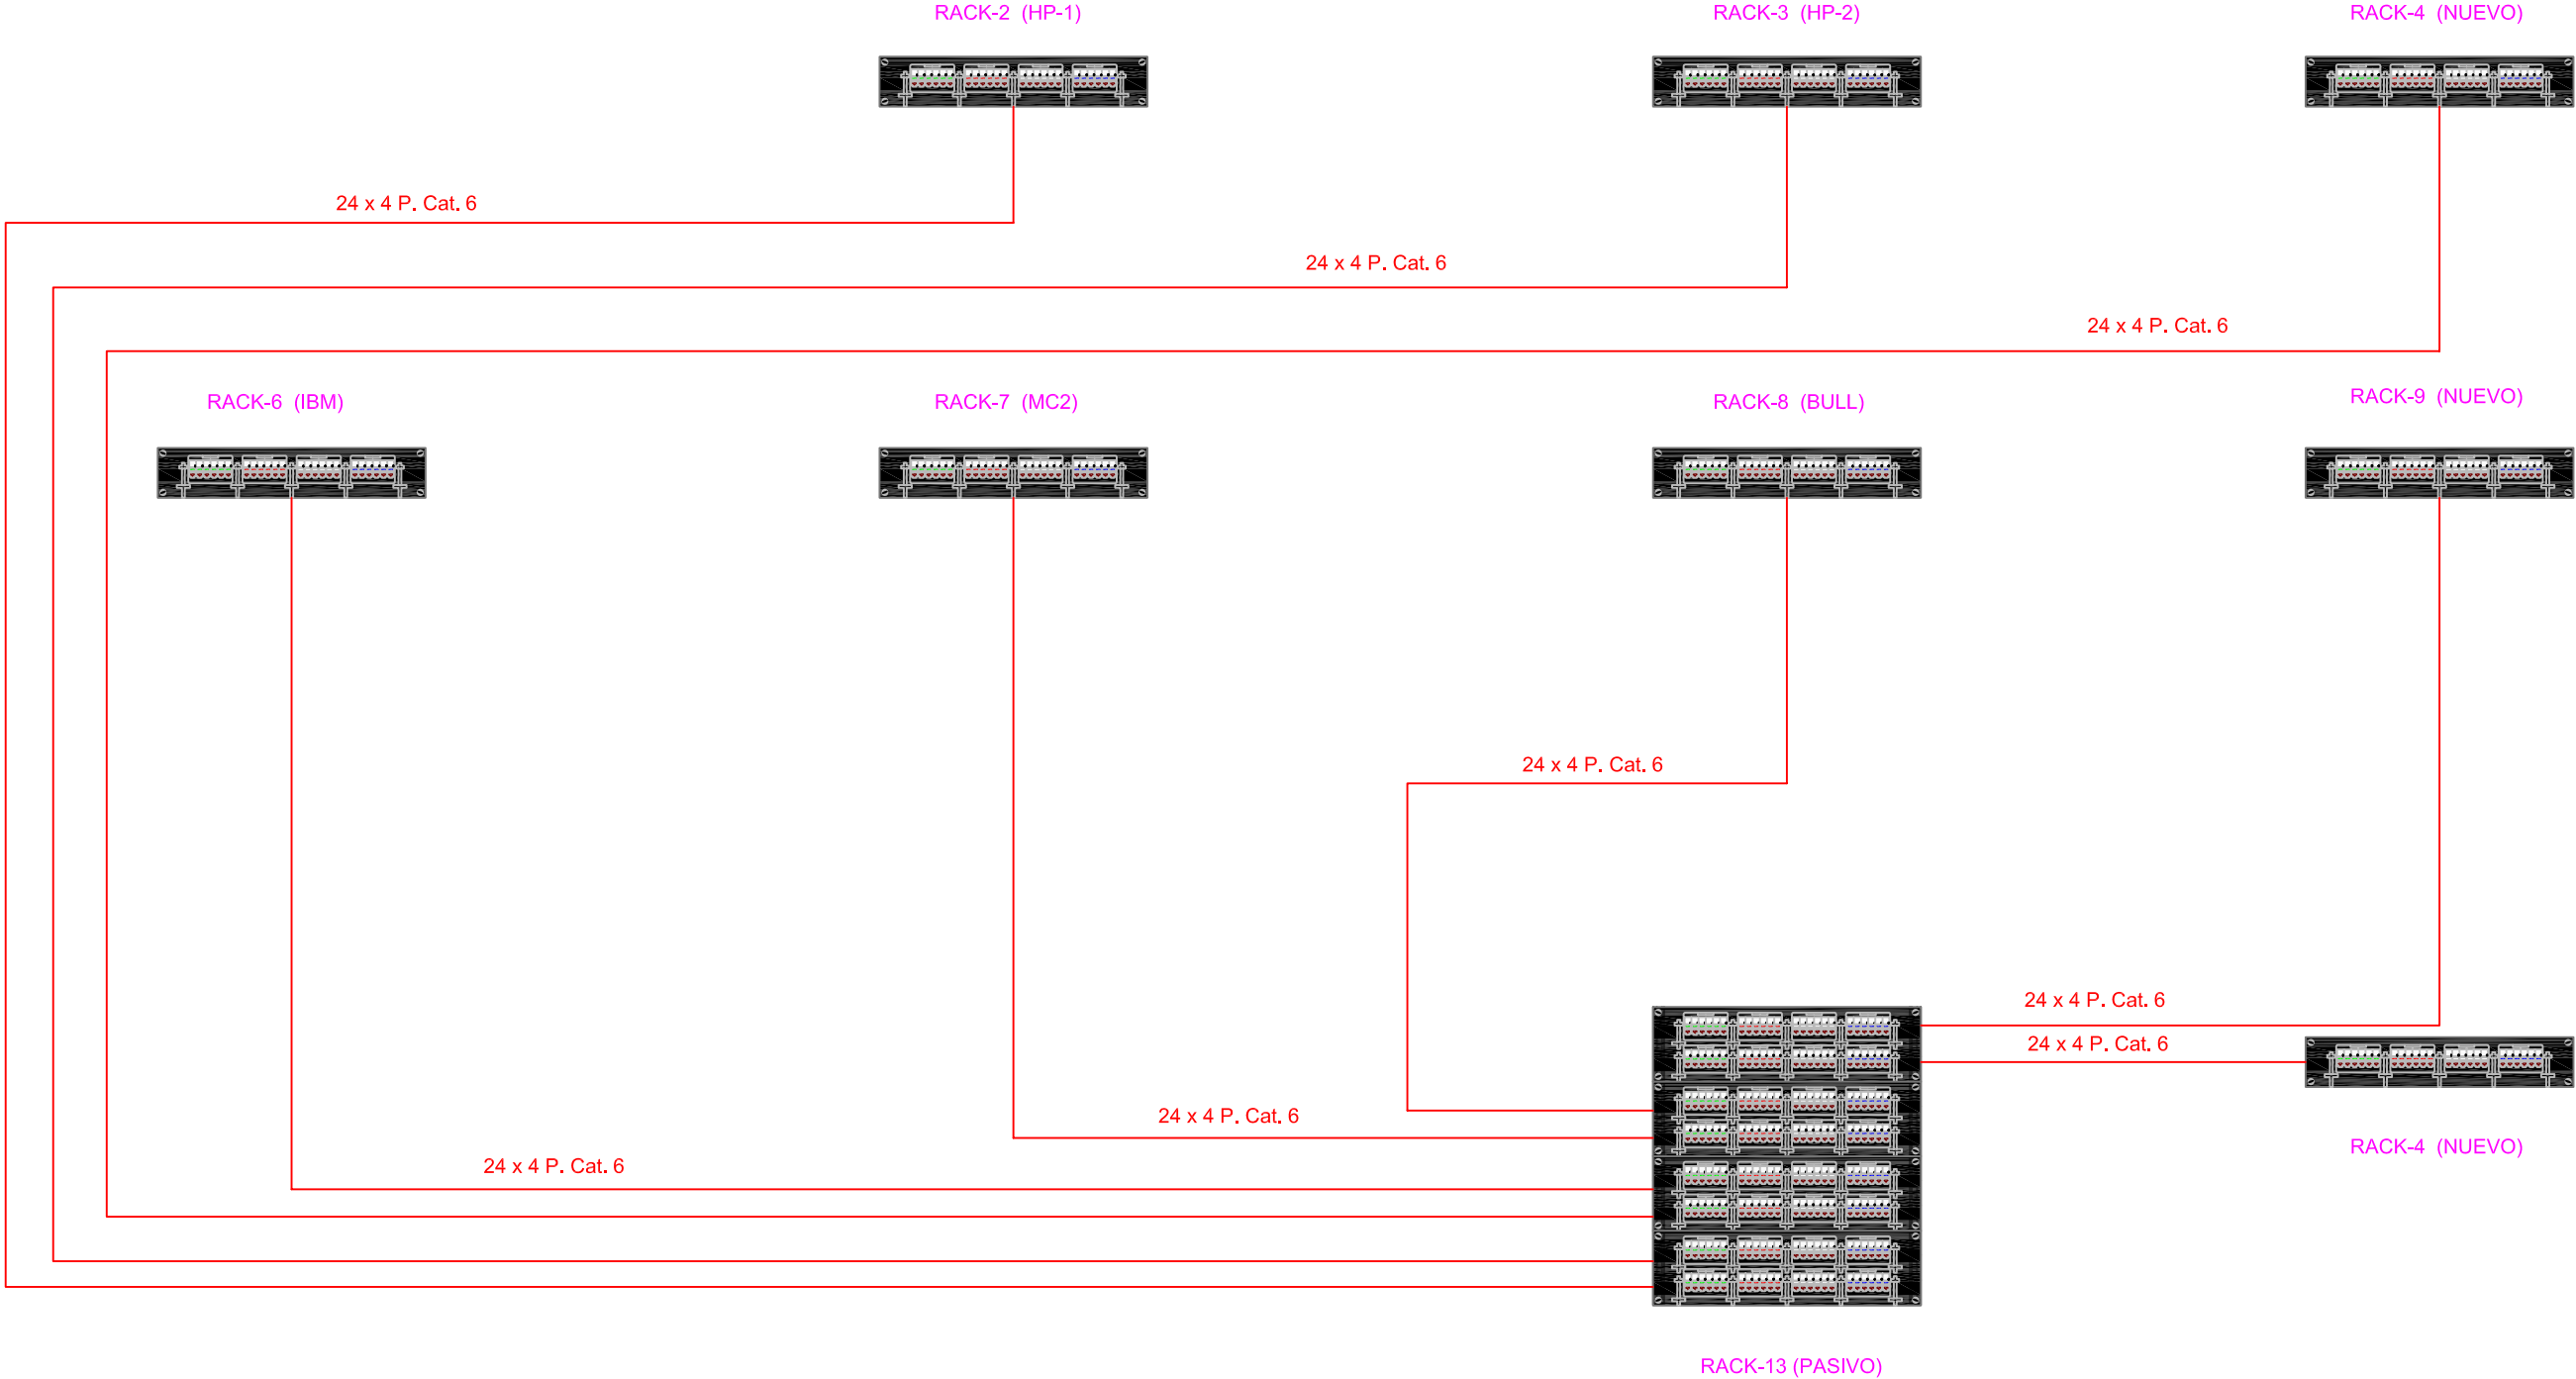 RACK-2 (HP-1)
RACK-3 (HP-2)
RACK-4 (NUEVO)
24 x 4 P. Cat. 6
24 x 4 P. Cat. 6
24 x 4 P. Cat. 6
RACK-6 (IBM)
RACK-7 (MC2)
RACK-8 (BULL)
RACK-9 (NUEVO)
24 x 4 P. Cat. 6
24 x 4 P. Cat. 6
24 x 4 P. Cat. 6
24 x 4 P. Cat. 6
RACK-4 (NUEVO)
24 x 4 P. Cat. 6
RACK-13 (PASIVO)